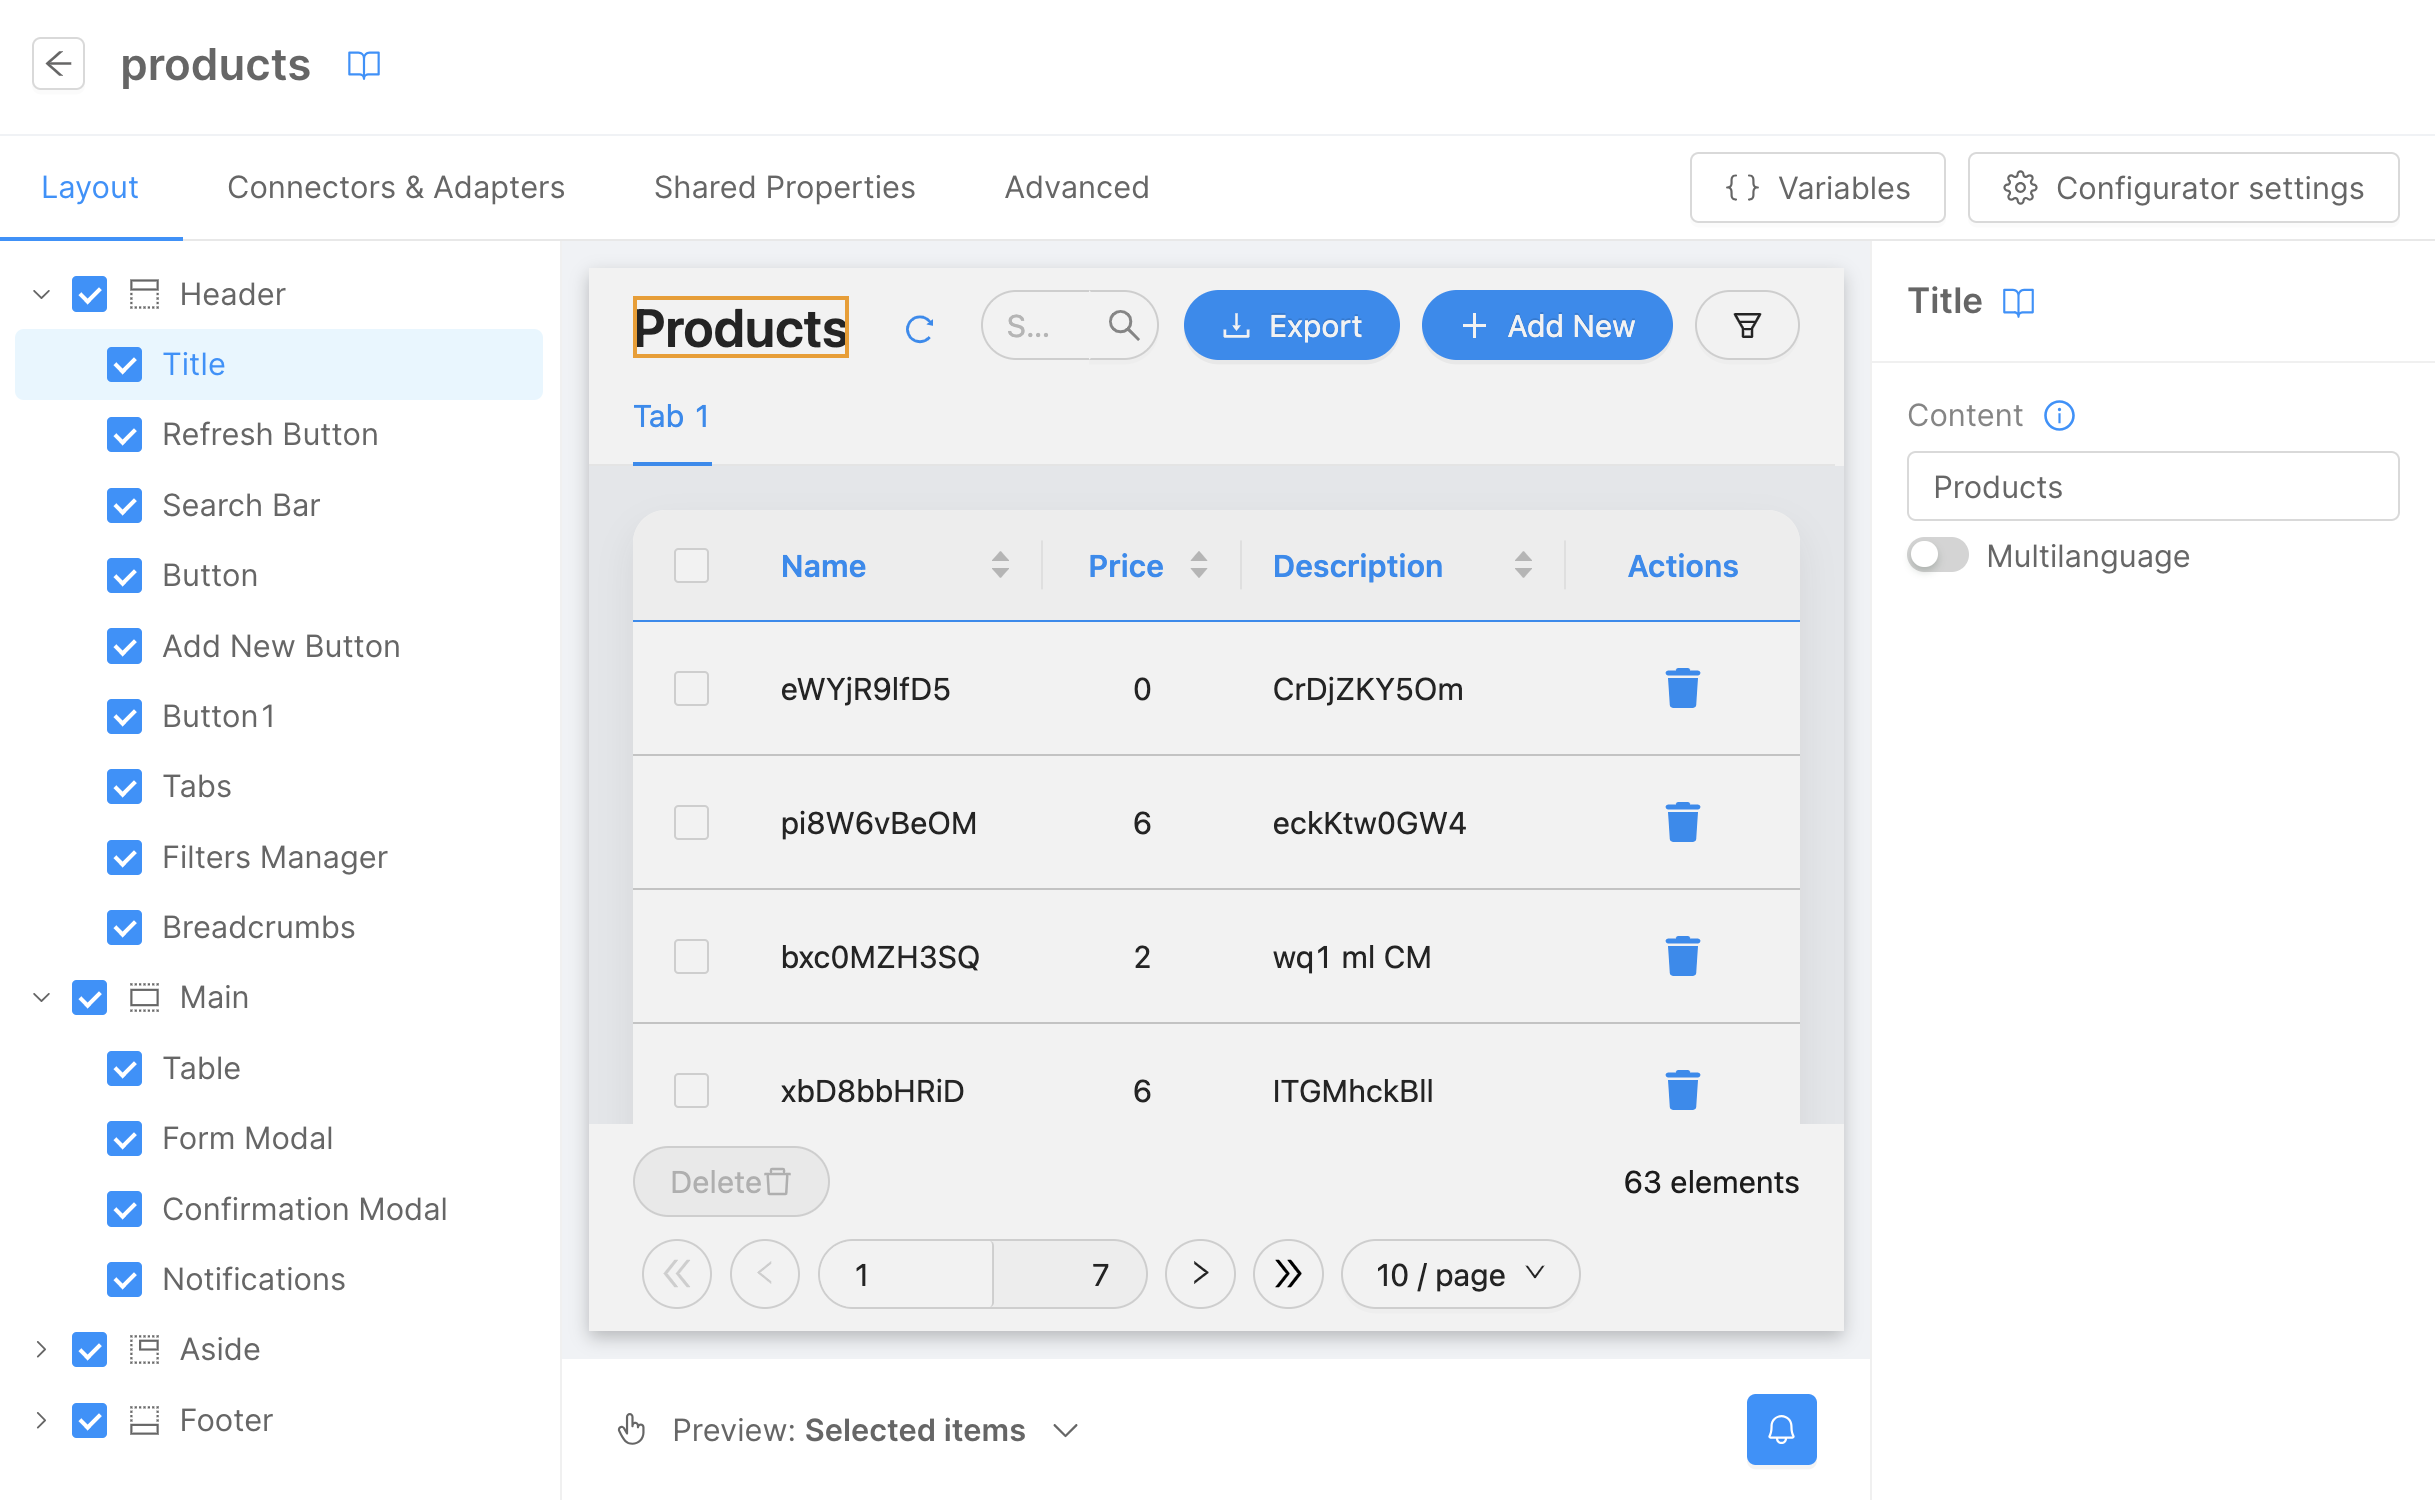 products
Layout
Connectors & Adapters
Shared Properties
Advanced
{ } Variables
Configurator settings
Header
Title
Refresh Button
Search Bar
Button
Add New Button
Button1
Tabs
Filters Manager
Breadcrumbs
Main
Table
Form Modal
Confirmation Modal
Notifications
Aside
Footer
Products
S...
Export
Add New
Tab 1
Name Price Description Actions
eWYjR9lfD5 0 CrDjZKY5Om
pi8W6vBeOM 6 eckKtw0GW4
bxc0MZH3SQ 2 wq1 ml CM
xbD8bbHRiD 6 ITGMhckBll
Delete
63 elements
1 7
10 / page
Preview: Selected items
Title
Content
Products
Multilanguage